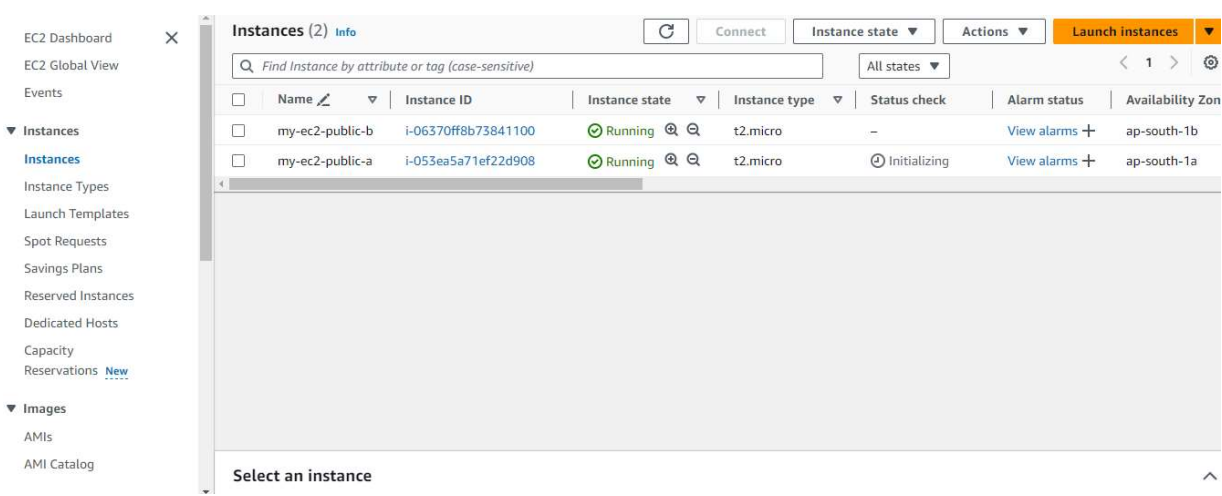 EC2 Dashboard
EC2 Global View
Events
Instances
Instances
Instance Types
Launch Templates
Spot Requests
Savings Plans
Reserved Instances
Dedicated Hosts
Capacity
Reservations New
Images
AMIs
AMI Catalog
Instances (2) Info
Connect Instance state Actions Launch instances
Find Instance by attribute or tag (case-sensitive) All states 1
Name Instance ID Instance state Instance type Status check Alarm status Availability Zon
my-ec2-public-b i-06370ff8b73841100 Running t2.micro – View alarms + ap-south-1b
my-ec2-public-a i-053ea5a71ef22d908 Running t2.micro Initializing View alarms + ap-south-1a
Select an instance